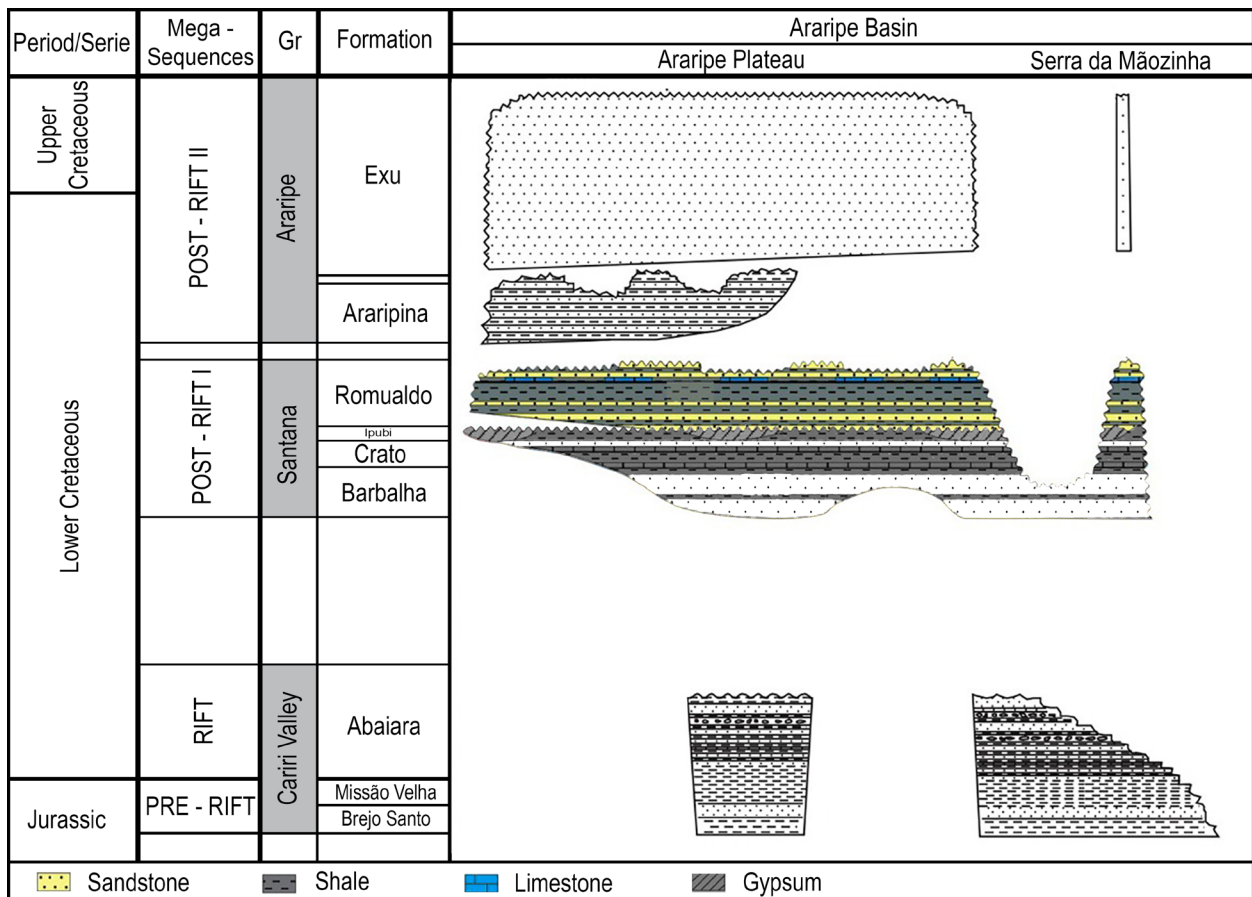 Period/Serie
Mega -
Sequences
Gr
Formation
Araripe Basin
Araripe Plateau
Serra da Mãozinha
Upper
Cretaceous
Lower Cretaceous
Jurassic
POST - RIFT II
POST - RIFT I
RIFT
PRE - RIFT
Araripe
Santana
Cariri Valley
Exu
Araripina
Romualdo
Ipubi
Crato
Barbalha
Abaiara
Missão Velha
Brejo Santo
Sandstone
Shale
Limestone
Gypsum